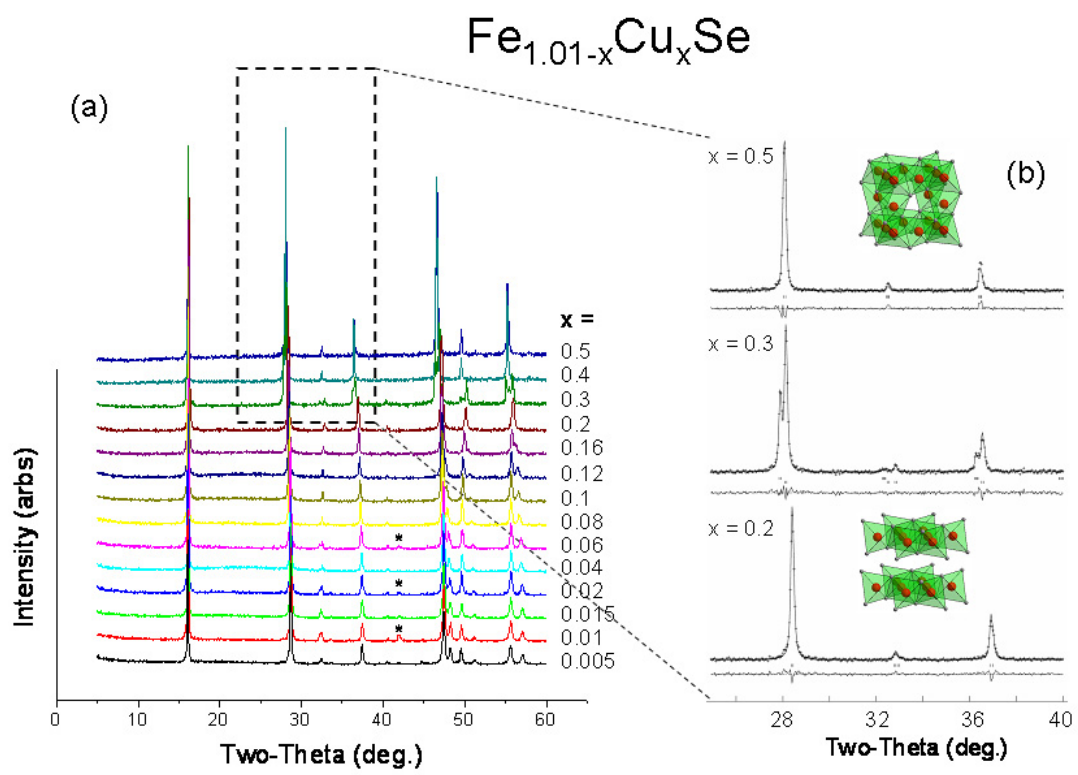 Fe1.01-xCuxSe
(a)
Intensity (arbs)
x =
0.5
0.4
0.3
0.2
0.16
0.12
0.1
0.08
0.06
0.04
0.02
0.015
0.01
0.005
*
*
*
0 10 20 30 40 50 60
Two-Theta (deg.)
(b)
x = 0.5
x = 0.3
x = 0.2
28 32 36 40
Two-Theta (deg.)